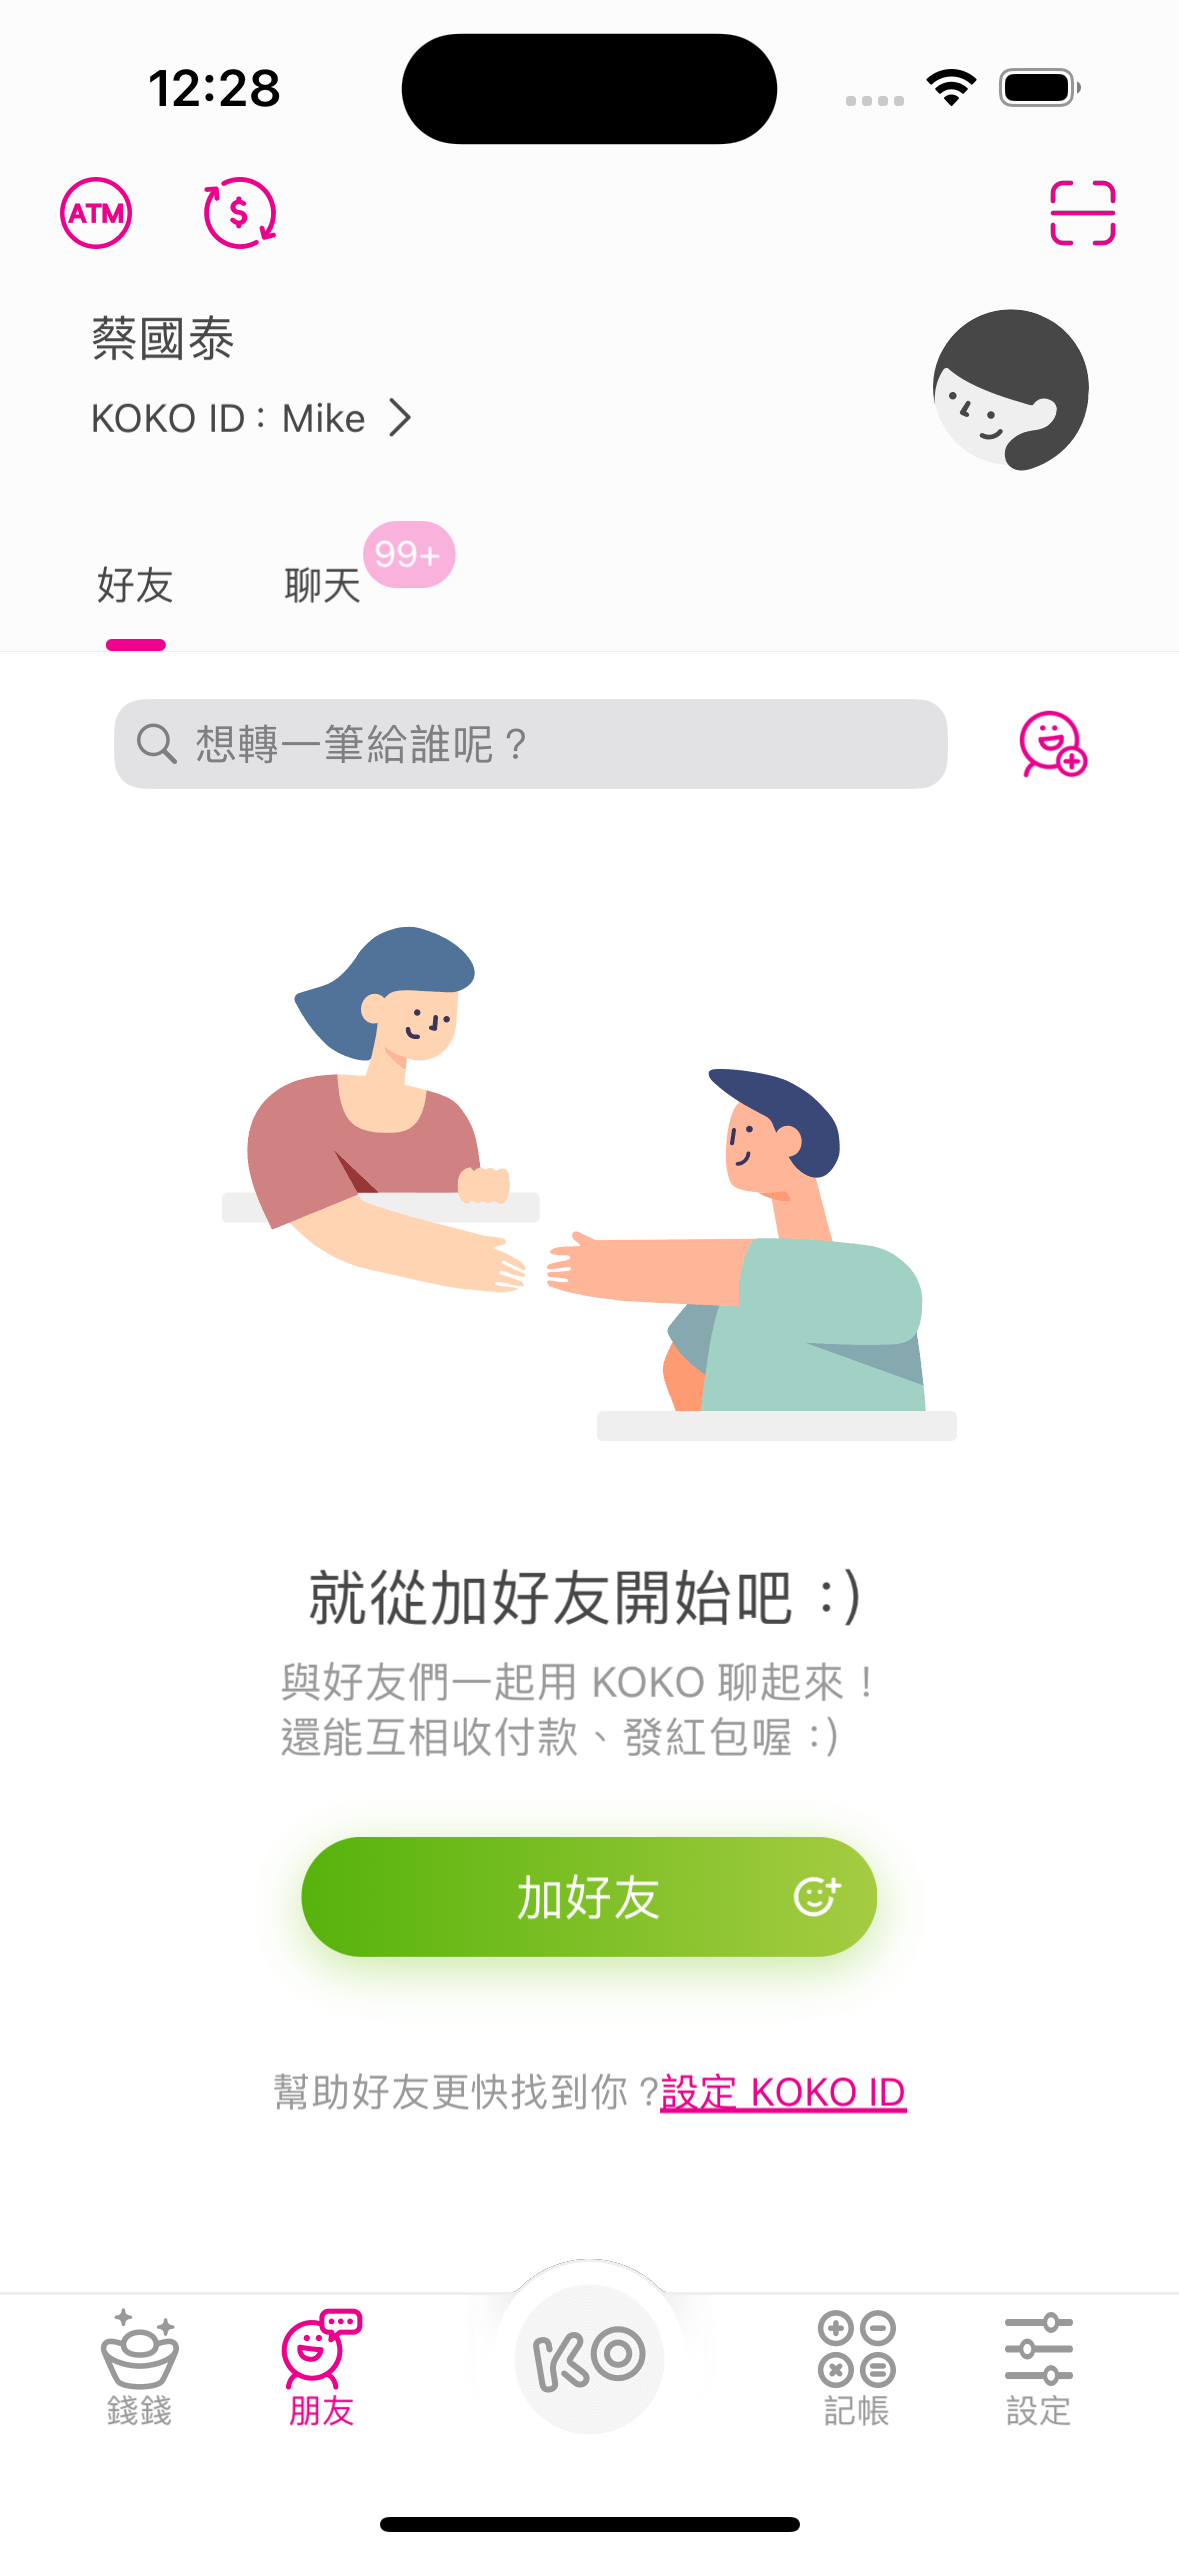 12:28
ATM
$
蔡國泰
KOKO ID : Mike
好友
聊天
99+
想轉一筆給誰呢？
就從加好友開始吧 :)
與好友們一起用 KOKO 聊起來！
還能互相收付款、發紅包喔 :)
加好友
幫助好友更快找到你 ?設定 KOKO ID
錢錢
朋友
KO
記帳
設定